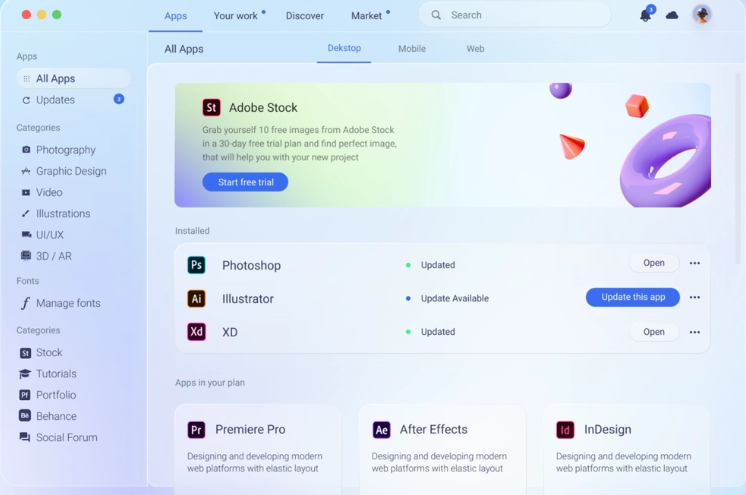 Apps
Your work
Discover
Market
Search
3
Apps
All Apps
Updates
3
Categories
Photography
Graphic Design
Video
Illustrations
UI/UX
3D / AR
Fonts
f Manage fonts
Categories
St Stock
Tutorials
Pf Portfolio
Bē Behance
Social Forum
All Apps
Dekstop
Mobile
Web
St Adobe Stock
Grab yourself 10 free images from Adobe Stock
in a 30-day free trial plan and find perfect image,
that will help you with your new project
Start free trial
Installed
Ps Photoshop Updated Open
Ai Illustrator Update Available Update this app
Xd XD Updated Open
Apps in your plan
Pr Premiere Pro
Designing and developing modern
web platforms with elastic layout
Ae After Effects
Designing and developing modern
web platforms with elastic layout
Id InDesign
Designing and developing modern
web platforms with elastic layout